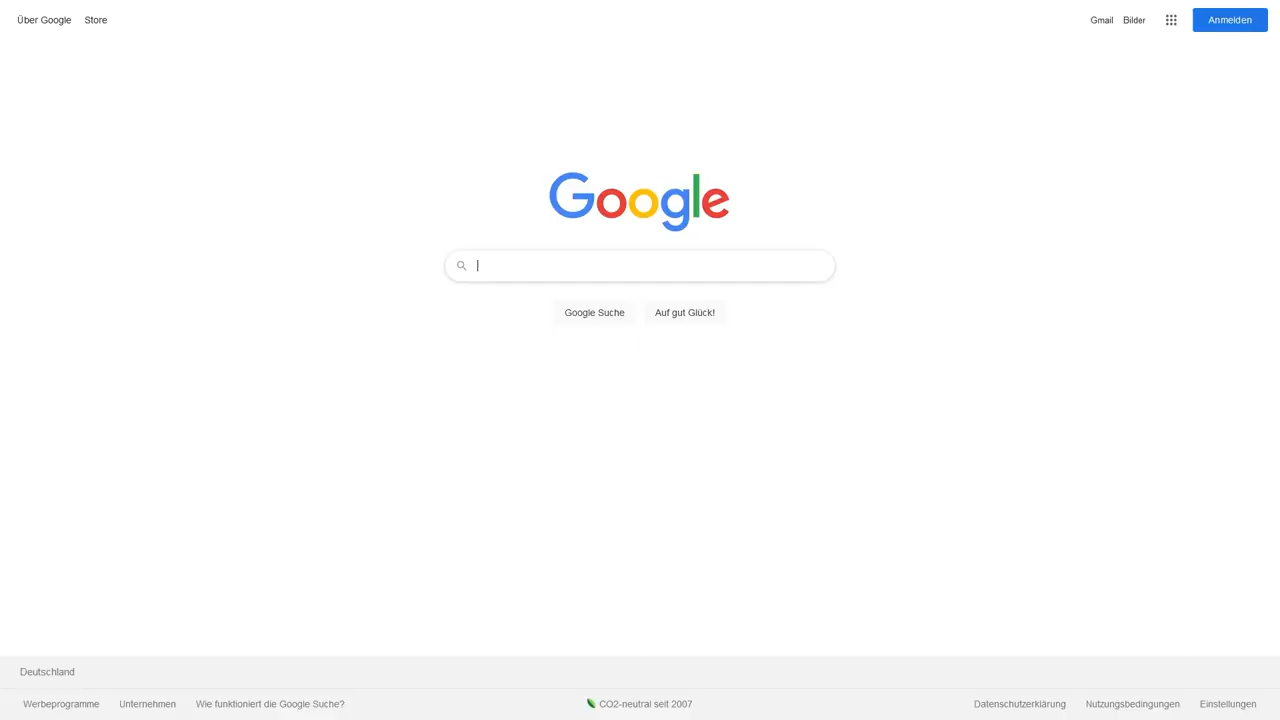 Über Google Store Gmail Bilder Anmelden
Google
Google Suche Auf gut Glück!
Deutschland
Werbeprogramme Unternehmen Wie funktioniert die Google Suche? CO2-neutral seit 2007 Datenschutzerklärung Nutzungsbedingungen Einstellungen